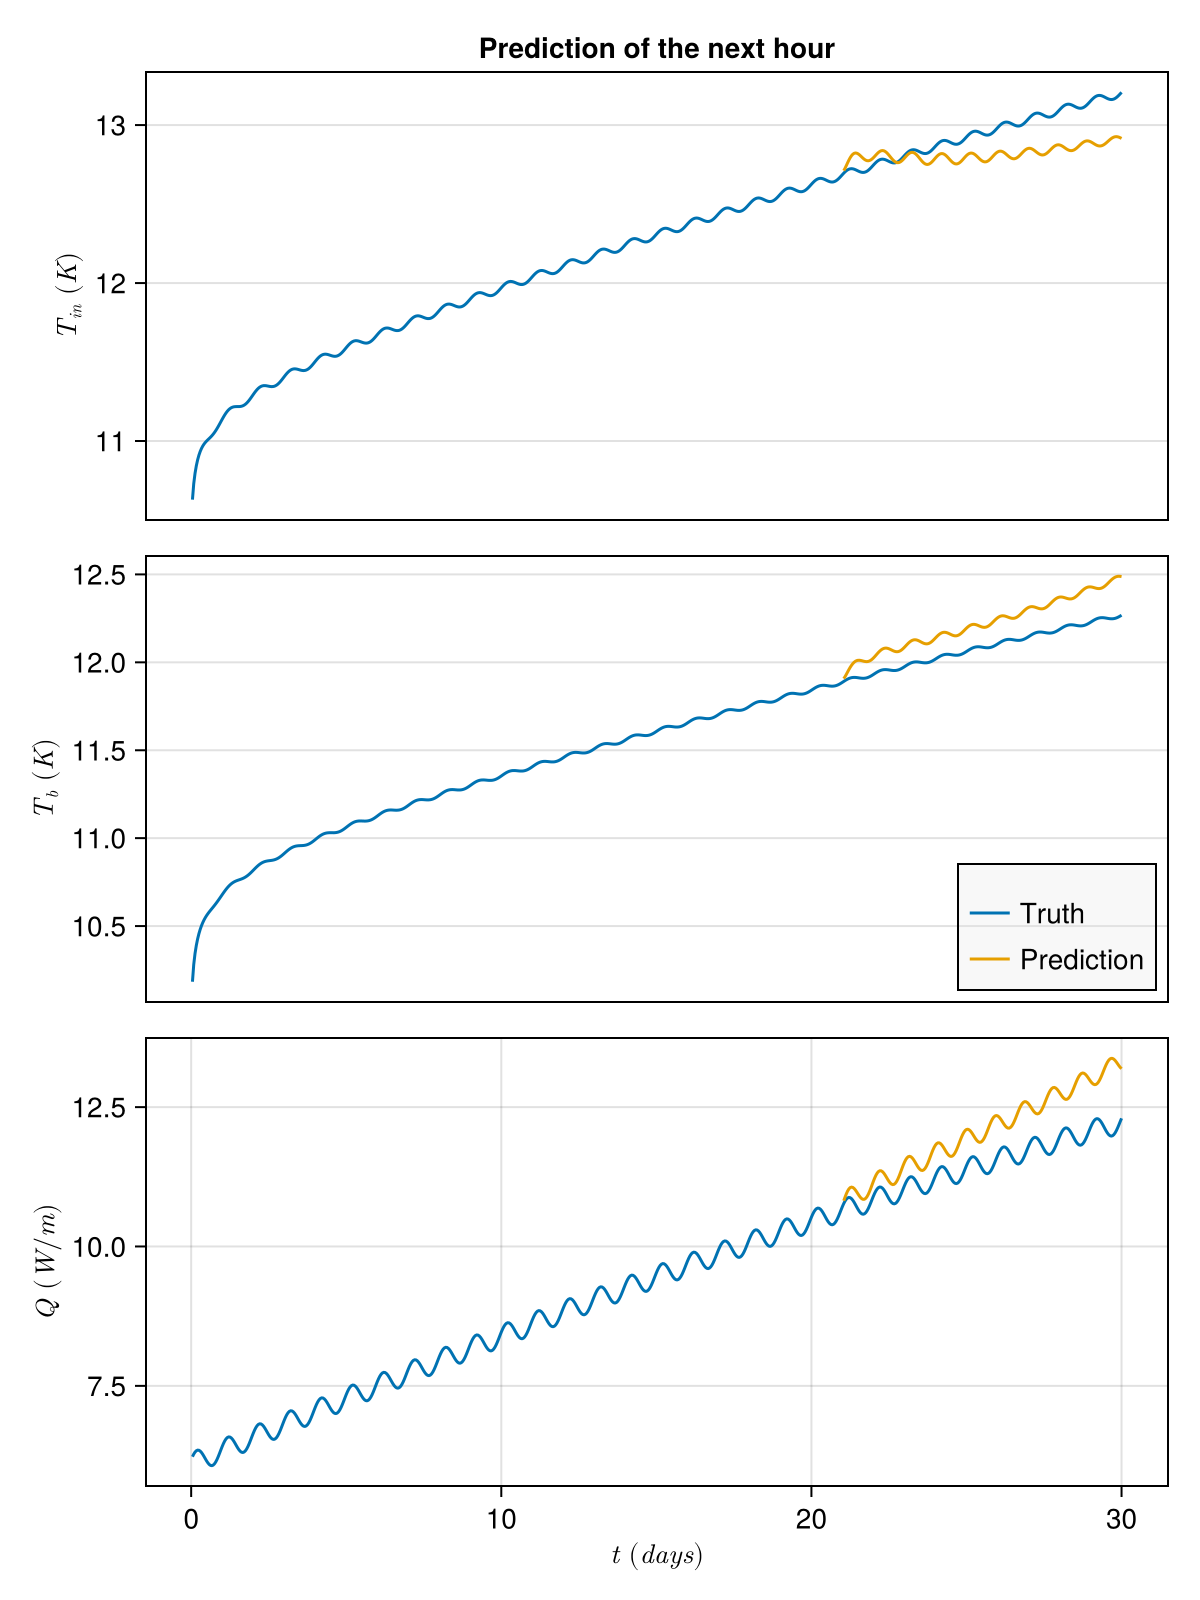 Prediction of the next hour
13
12
11
T_in (K)
12.5
12.0
11.5
11.0
10.5
T_b (K)
Truth
Prediction
12.5
10.0
7.5
Q (W/m)
0 10 20 30
t (days)